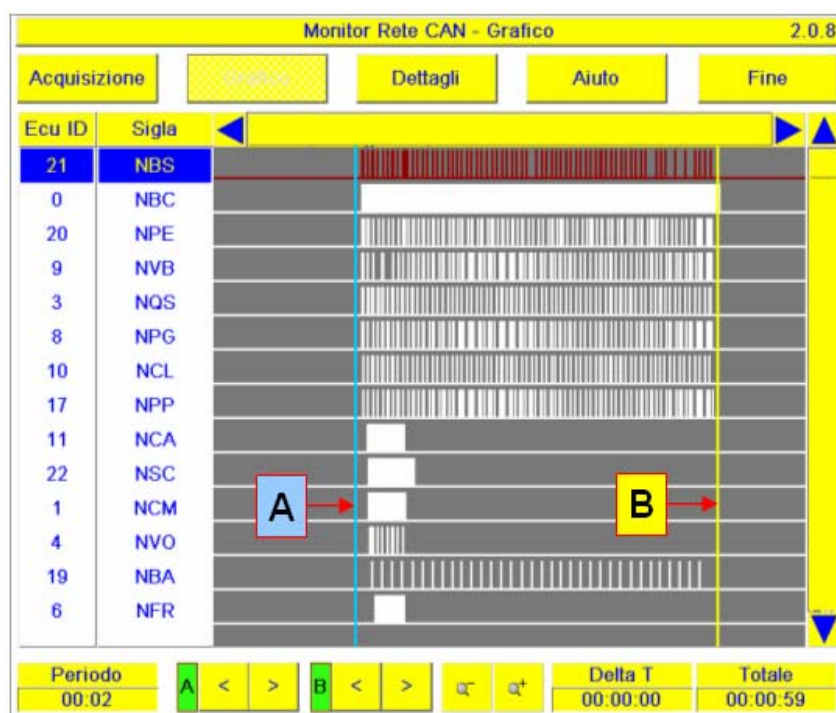 Monitor Rete CAN - Grafico 2.0.8
Acquisizione Grafico Dettagli Aiuto Fine
Ecu ID Sigla
21 NBS
0 NBC
20 NPE
9 NVB
3 NQS
8 NPG
10 NCL
17 NPP
11 NCA
22 NSC
1 NCM
4 NVO
19 NBA
6 NFR
A B
Periodo A < > B < > Delta T Totale
00:02 00:00:00 00:00:59